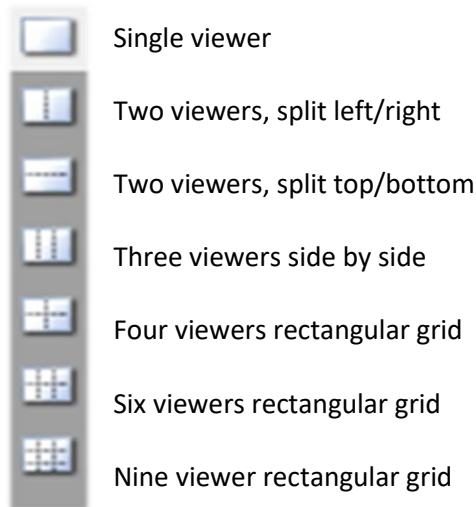 Single viewer
Two viewers, split left/right
Two viewers, split top/bottom
Three viewers side by side
Four viewers rectangular grid
Six viewers rectangular grid
Nine viewer rectangular grid